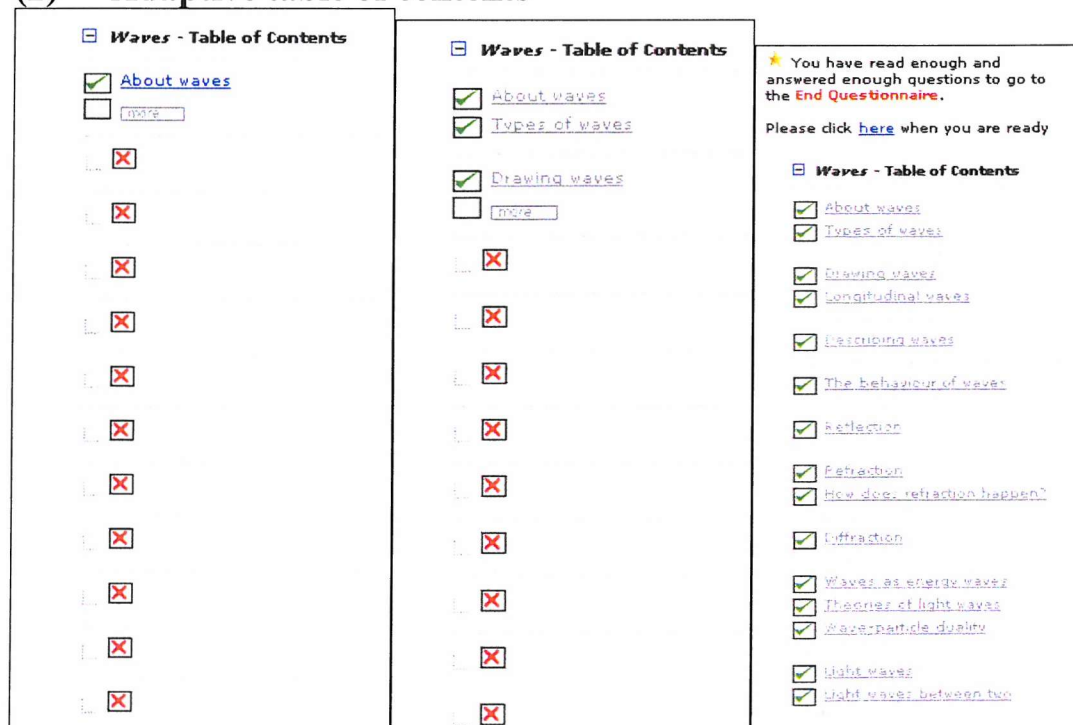 Waves - Table of Contents
About waves
more
Waves - Table of Contents
About waves
Types of waves
Drawing waves
more
You have read enough and
answered enough questions to go to
the End Questionnaire.
Please click here when you are ready
Waves - Table of Contents
About waves
Types of waves
Drawing waves
Longitudinal waves
Describing waves
The behaviour of waves
Reflection
Refraction
How does refraction happen?
Diffraction
Waves as energy waves
Theories of light waves
Wave-particle duality
Light waves
Light waves between two